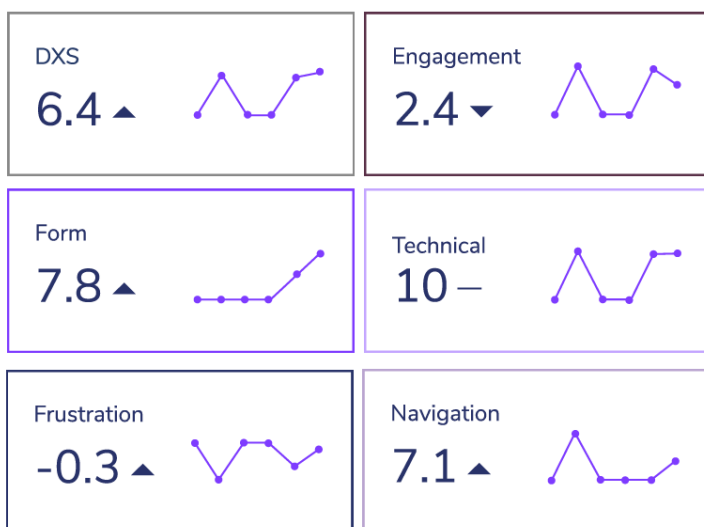 DXS
6.4
Engagement
2.4
Form
7.8
Technical
10 –
Frustration
-0.3
Navigation
7.1